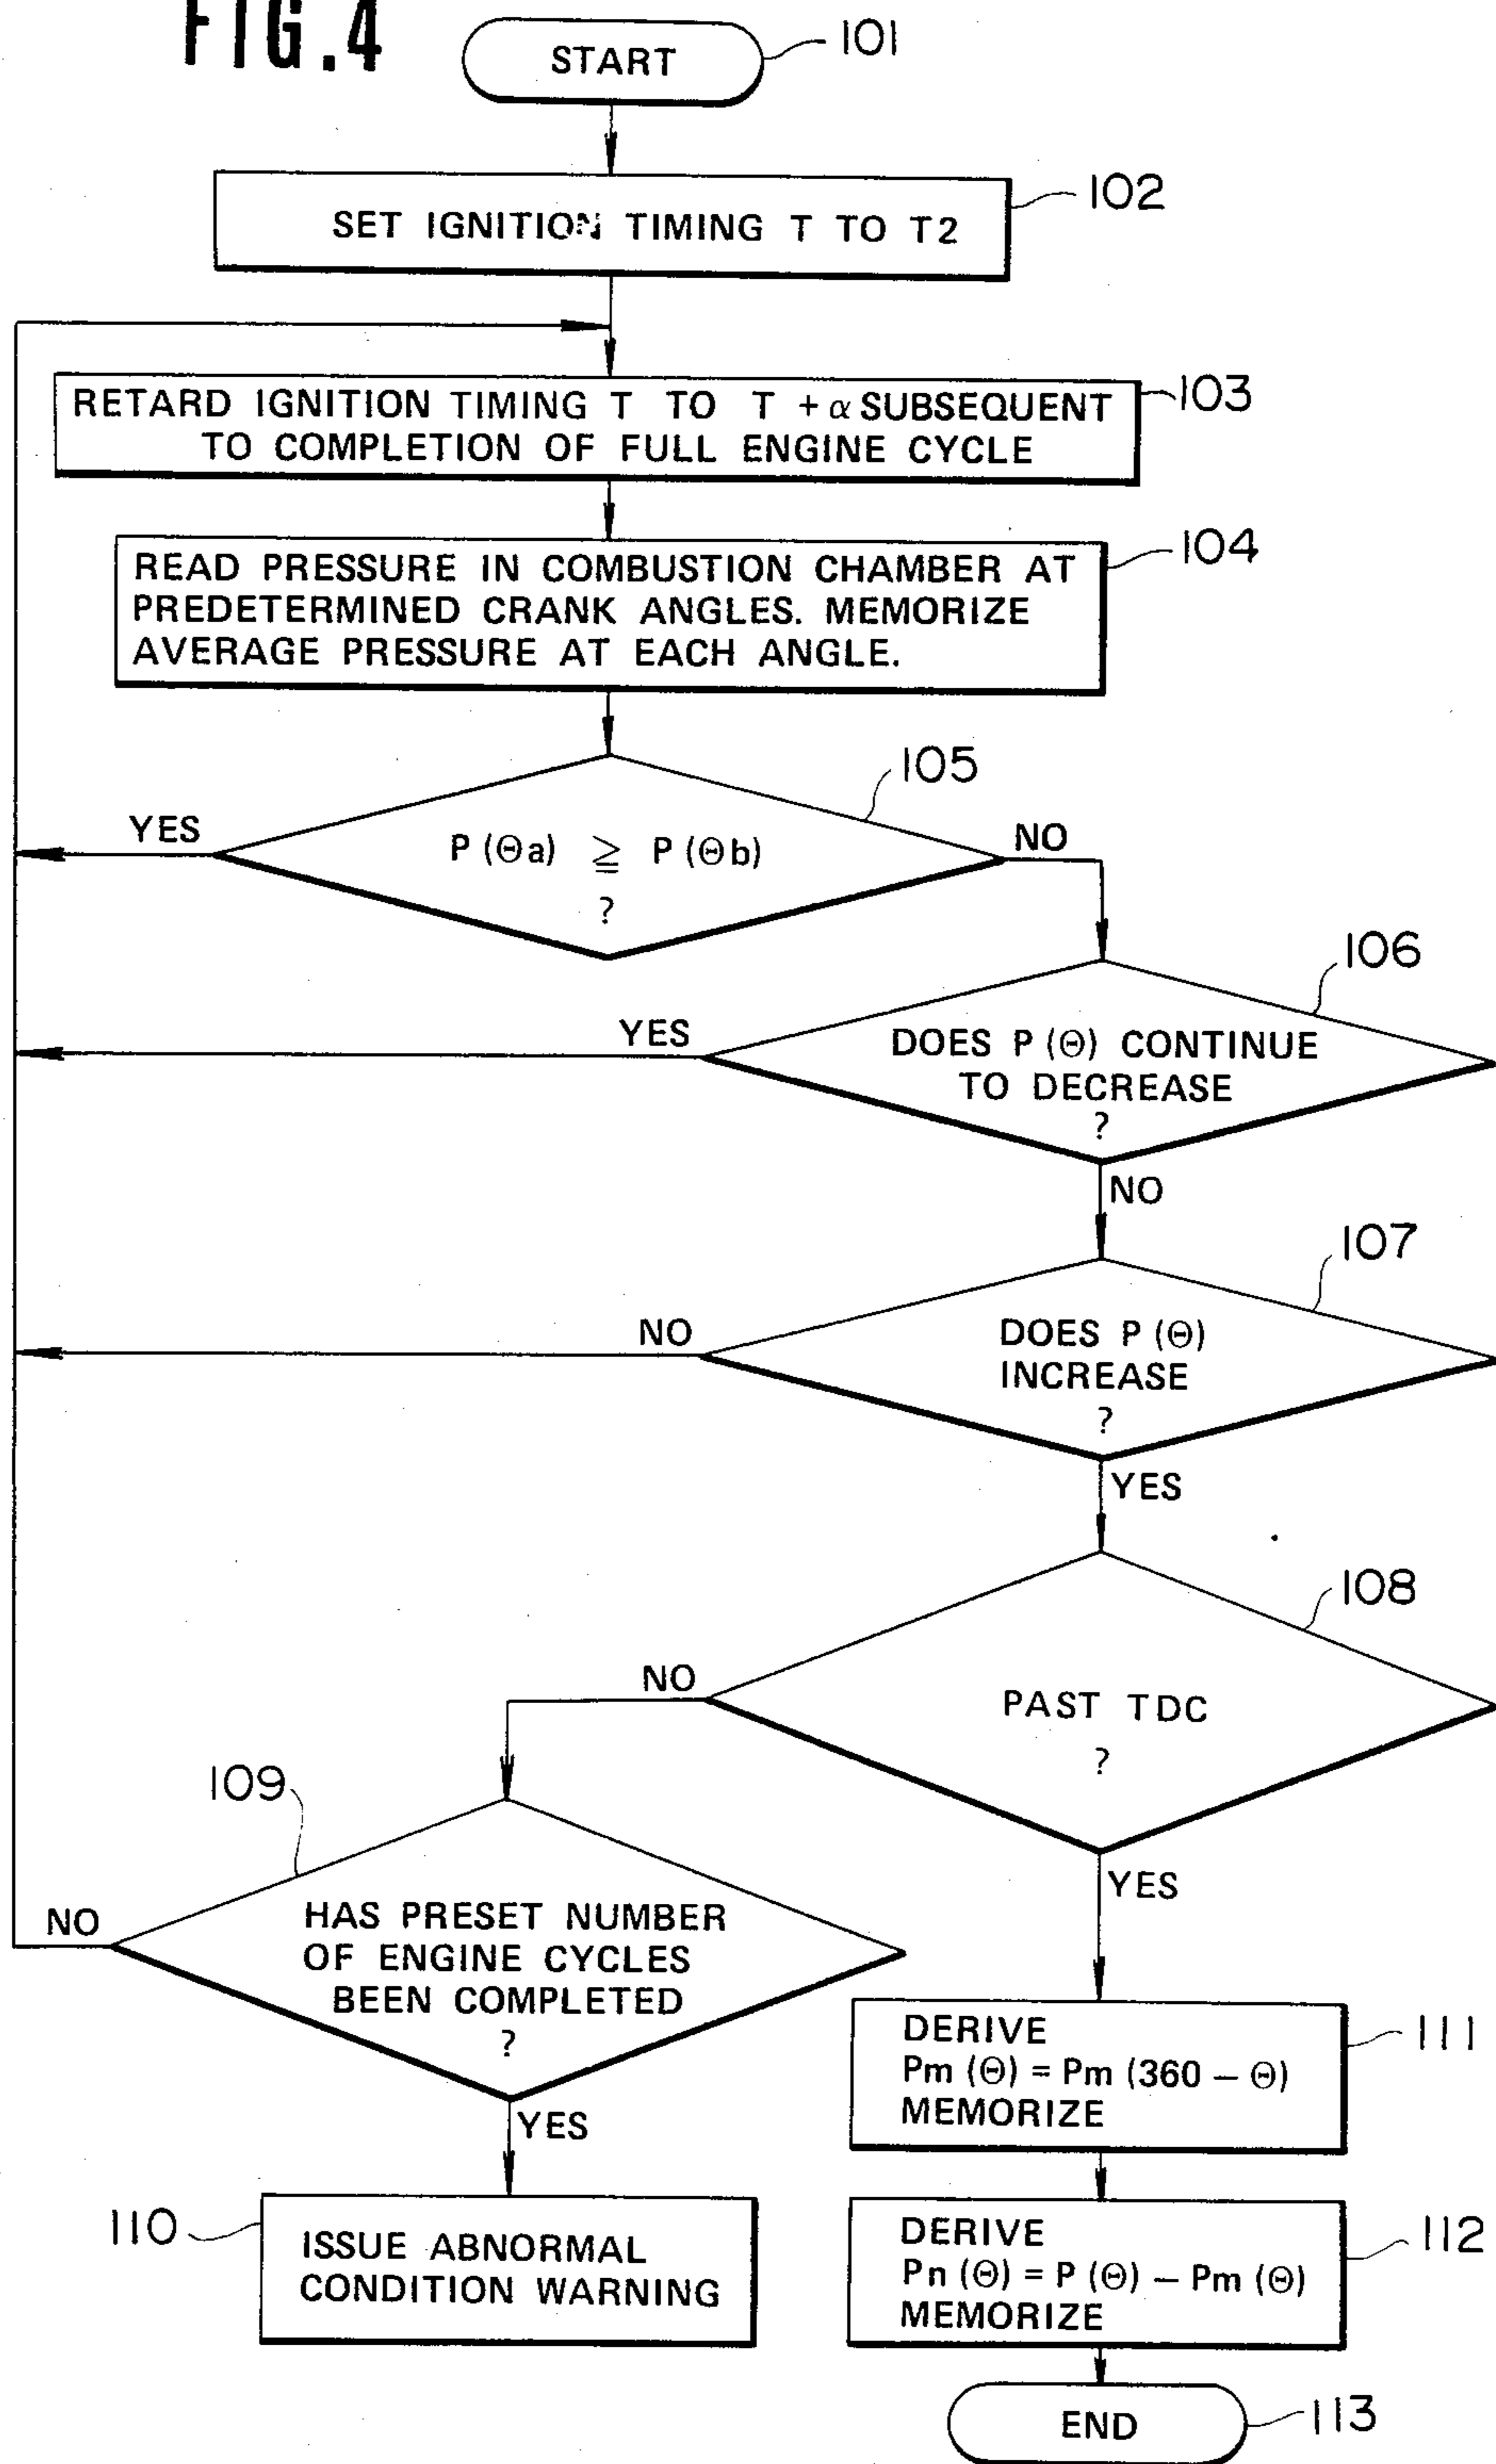 FIG.4
START
101
SET IGNITION TIMING T TO T2
102
RETARD IGNITION TIMING T TO T + α SUBSEQUENT
TO COMPLETION OF FULL ENGINE CYCLE
103
READ PRESSURE IN COMBUSTION CHAMBER AT
PREDETERMINED CRANK ANGLES. MEMORIZE
AVERAGE PRESSURE AT EACH ANGLE.
104
105
YES
P (Θa) ≧ P (Θb)
?
NO
106
YES
DOES P (Θ) CONTINUE
TO DECREASE
?
NO
107
NO
DOES P (Θ)
INCREASE
?
YES
108
NO
PAST TDC
?
YES
109
NO
HAS PRESET NUMBER
OF ENGINE CYCLES
BEEN COMPLETED
?
YES
110
ISSUE ABNORMAL
CONDITION WARNING
DERIVE
Pm (Θ) = Pm (360 – Θ)
MEMORIZE
111
DERIVE
Pn (Θ) = P (Θ) – Pm (Θ)
MEMORIZE
112
END
113